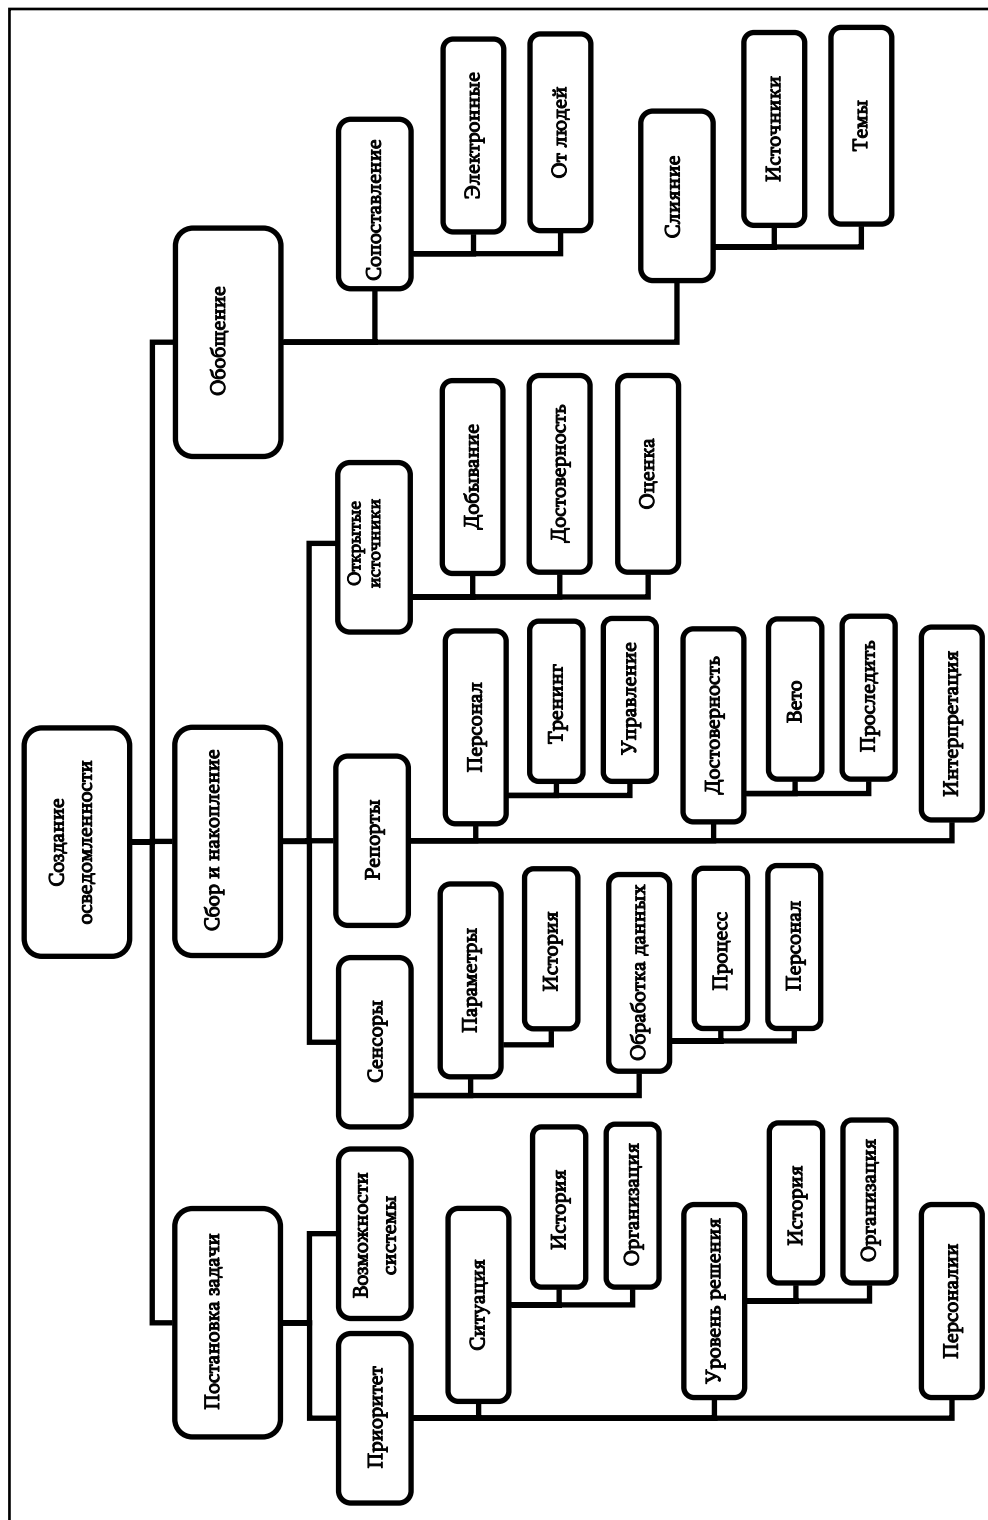 Создание
осведомленности
Постановка задачи
Приоритет
Ситуация
История
Организация
Уровень решения
История
Организация
Персоналии
Возможности
системы
Сбор и накопление
Сенсоры
Параметры
История
Обработка данных
Процесс
Персонал
Репорты
Персонал
Тренинг
Управление
Достоверность
Вето
Проследить
Интерпретация
Открытые
источники
Добывание
Достоверность
Оценка
Обобщение
Сопоставление
Электронные
От людей
Слияние
Источники
Темы